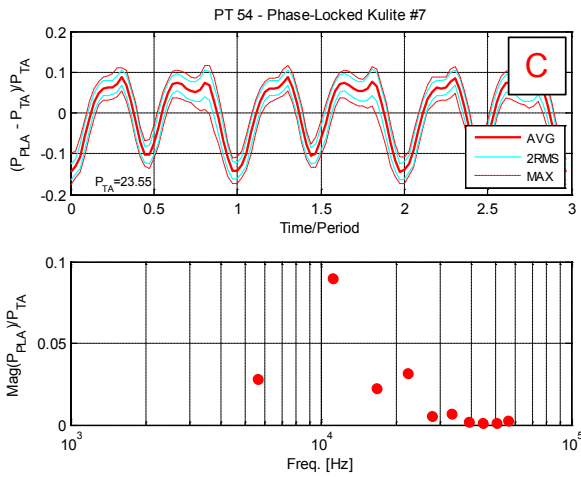 PT 54 - Phase-Locked Kulite #7
(P_PLA - P_TA)/P_TA
0.2
0.1
0
-0.1
-0.2
C
AVG
2RMS
MAX
P_TA=23.55
0 0.5 1 1.5 2 2.5 3
Time/Period
Mag(P_PLA)/P_TA
0.1
0.05
0
10^3 10^4 10^5
Freq. [Hz]